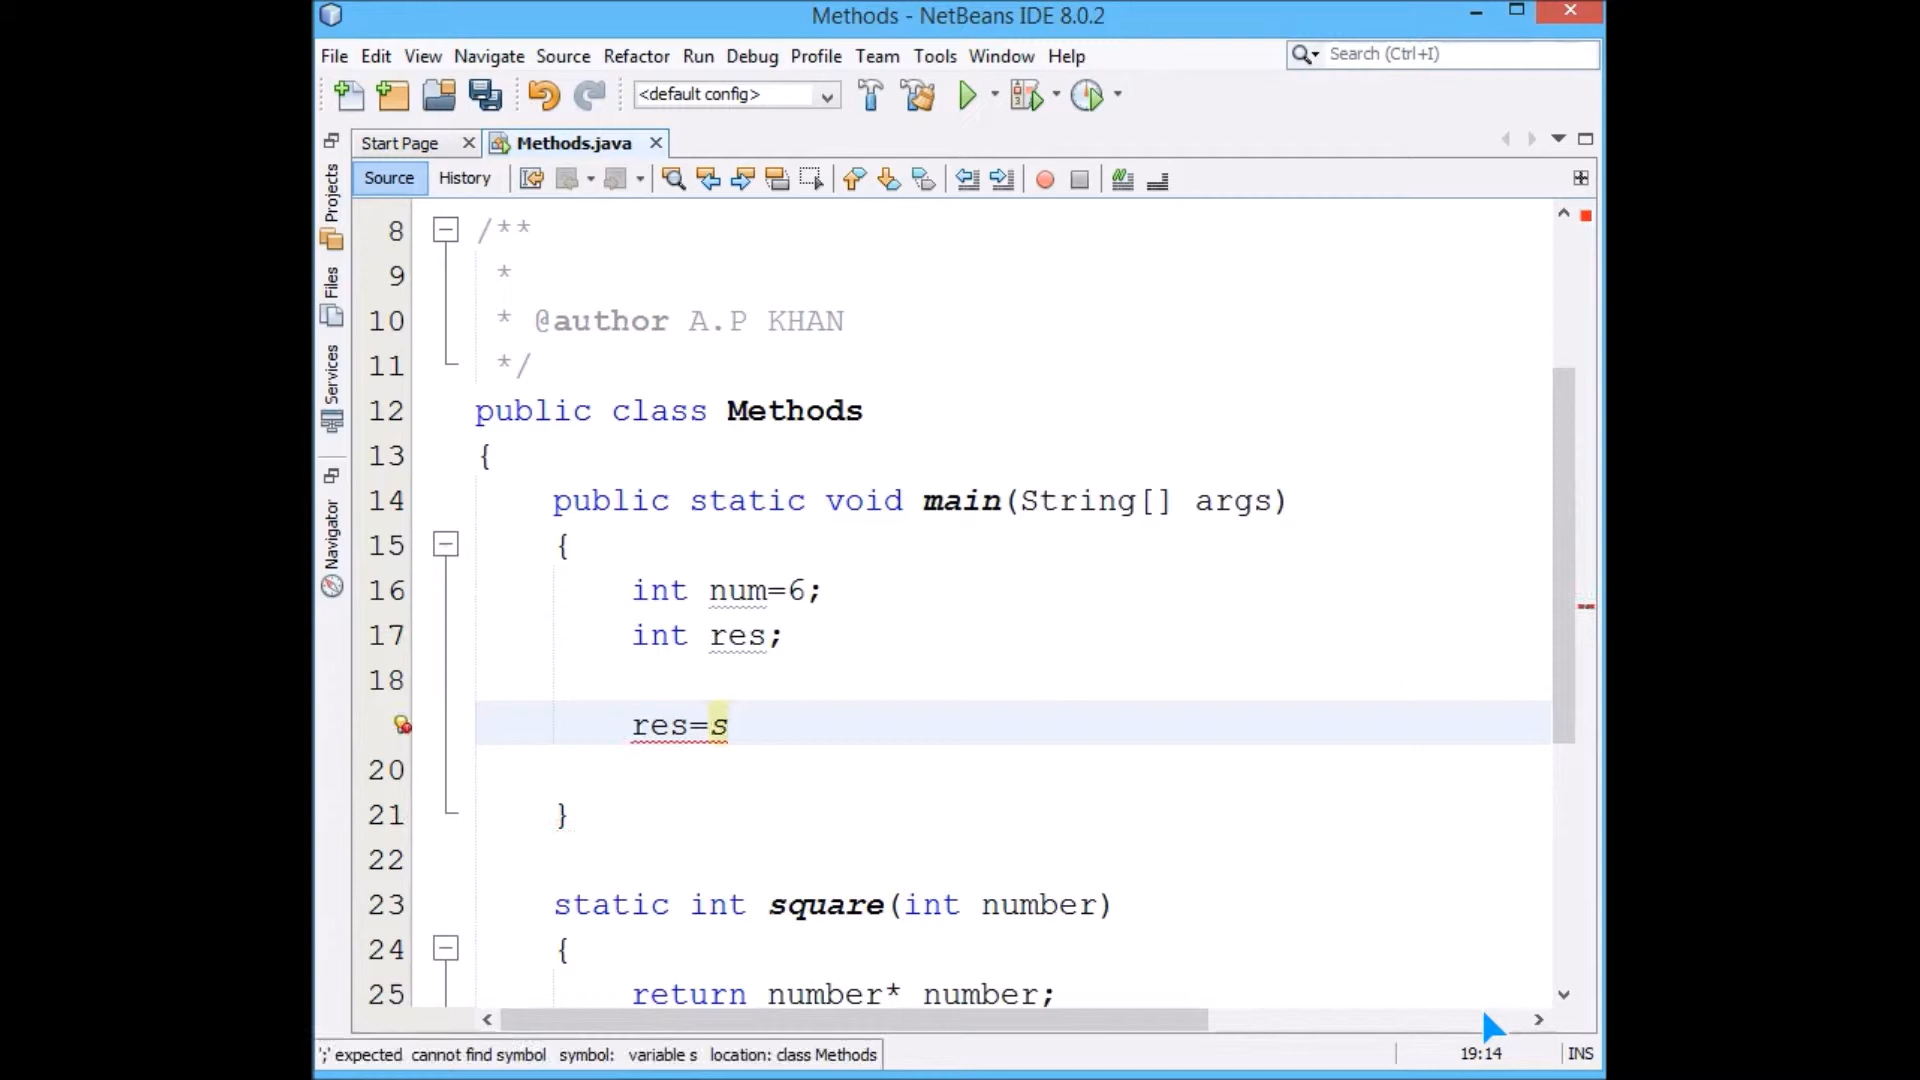 Methods - NetBeans IDE 8.0.2
File Edit View Navigate Source Refactor Run Debug Profile Team Tools Window Help
Search (Ctrl+I)
<default config>
Start Page
Methods.java
Source History
Projects
Files
Services
Navigator
8 /**
9 *
10 * @author A.P KHAN
11 */
12 public class Methods
13 {
14 public static void main(String[] args)
15 {
16 int num=6;
17 int res;
18
res=s
20
21 }
22
23 static int square(int number)
24 {
25 return number* number;
';' expected cannot find symbol symbol: variable s location: class Methods
19:14 INS